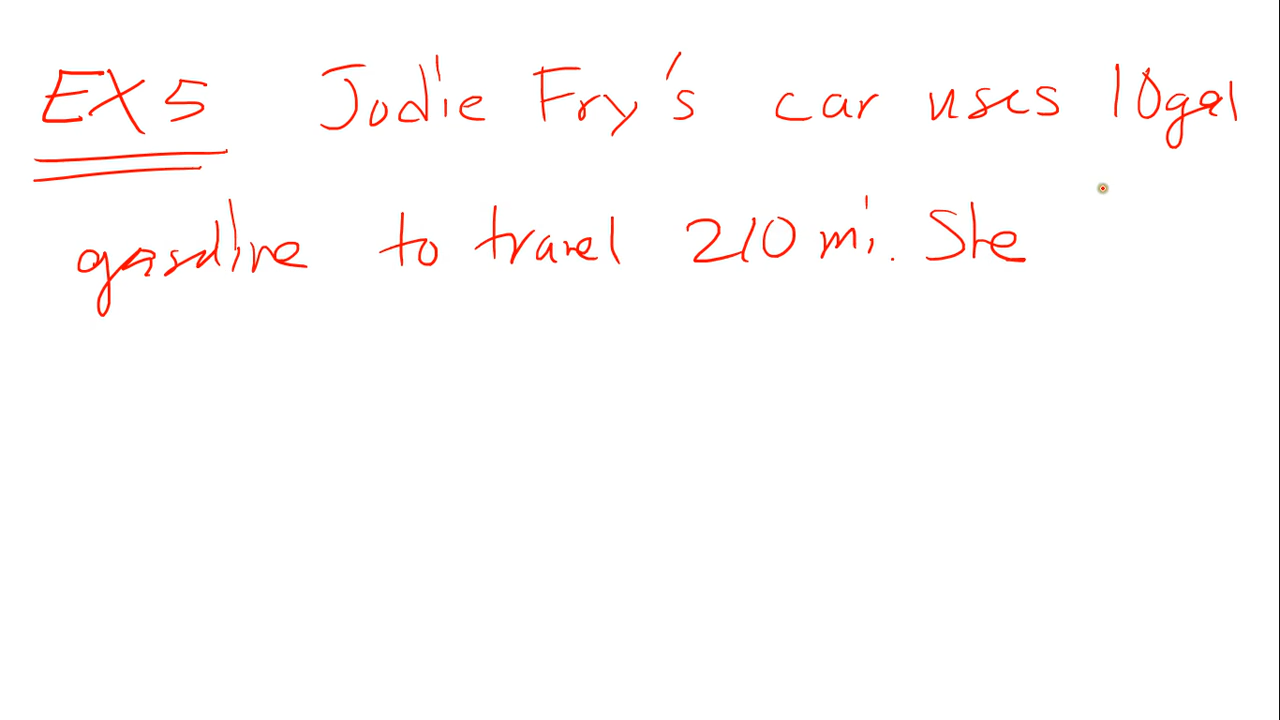 EX 5 Jodie Fry's car uses 10gal
gasoline to travel 210 mi. She